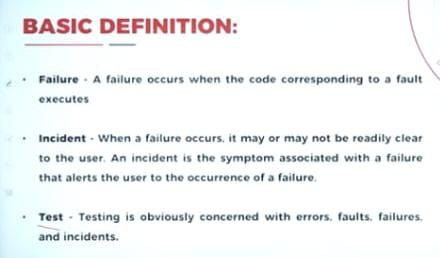 BASIC DEFINITION:
• Failure - A failure occurs when the code corresponding to a fault
executes
• Incident - When a failure occurs, it may or may not be readily clear
to the user. An incident is the symptom associated with a failure
that alerts the user to the occurrence of a failure.
• Test - Testing is obviously concerned with errors, faults, failures,
and incidents.